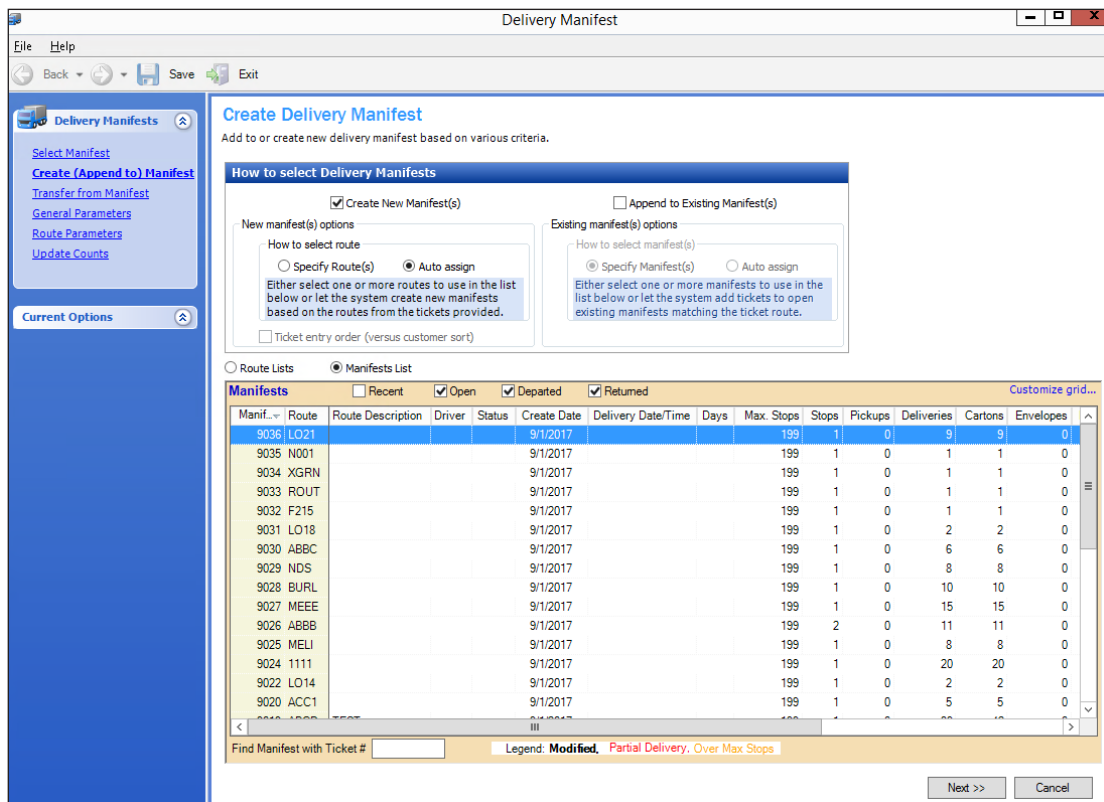 Delivery Manifest
File Help
Back Save Exit
Delivery Manifests
Select Manifest
Create (Append to) Manifest
Transfer from Manifest
General Parameters
Route Parameters
Update Counts
Current Options
Create Delivery Manifest
Add to or create new delivery manifest based on various criteria.
How to select Delivery Manifests
Create New Manifest(s)
New manifest(s) options
How to select route
Specify Route(s) Auto assign
Either select one or more routes to use in the list
below or let the system create new manifests
based on the routes from the tickets provided.
Ticket entry order (versus customer sort)
Append to Existing Manifest(s)
Existing manifest(s) options
How to select manifest(s)
Specify Manifest(s) Auto assign
Either select one or more manifests to use in the
list below or let the system add tickets to open
existing manifests matching the ticket route.
Route Lists Manifests List
Manifests Recent Open Departed Returned Customize grid...
Manif... Route Route Description Driver Status Create Date Delivery Date/Time Days Max. Stops Stops Pickups Deliveries Cartons Envelopes
9036 LO21 9/1/2017 199 1 0 9 9 0
9035 N001 9/1/2017 199 1 0 1 1 0
9034 XGRN 9/1/2017 199 1 0 1 1 0
9033 ROUT 9/1/2017 199 1 0 1 1 0
9032 F215 9/1/2017 199 1 0 1 1 0
9031 LO18 9/1/2017 199 1 0 2 2 0
9030 ABBC 9/1/2017 199 1 0 6 6 0
9029 NDS 9/1/2017 199 1 0 8 8 0
9028 BURL 9/1/2017 199 1 0 10 10 0
9027 MEEE 9/1/2017 199 1 0 15 15 0
9026 ABBB 9/1/2017 199 2 0 11 11 0
9025 MELI 9/1/2017 199 1 0 8 8 0
9024 1111 9/1/2017 199 1 0 20 20 0
9022 LO14 9/1/2017 199 1 0 2 2 0
9020 ACC1 9/1/2017 199 1 0 5 5 0
Find Manifest with Ticket # Legend: Modified, Partial Delivery, Over Max Stops
Next >> Cancel